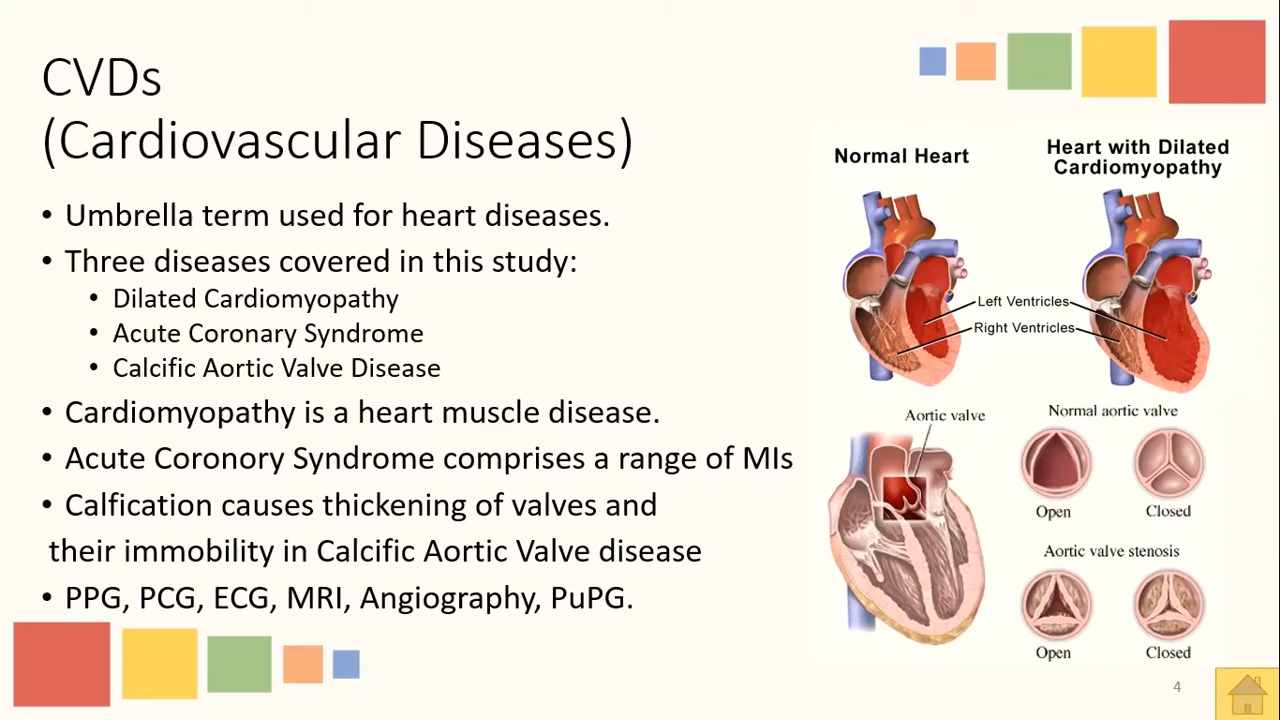 CVDs
(Cardiovascular Diseases)
• Umbrella term used for heart diseases.
• Three diseases covered in this study:
• Dilated Cardiomyopathy
• Acute Coronary Syndrome
• Calcific Aortic Valve Disease
• Cardiomyopathy is a heart muscle disease.
• Acute Coronory Syndrome comprises a range of MIs
• Calfication causes thickening of valves and
their immobility in Calcific Aortic Valve disease
• PPG, PCG, ECG, MRI, Angiography, PuPG.
Normal Heart
Heart with Dilated
Cardiomyopathy
Left Ventricles
Right Ventricles
Aortic valve
Normal aortic valve
Open
Closed
Aortic valve stenosis
Open
Closed
4